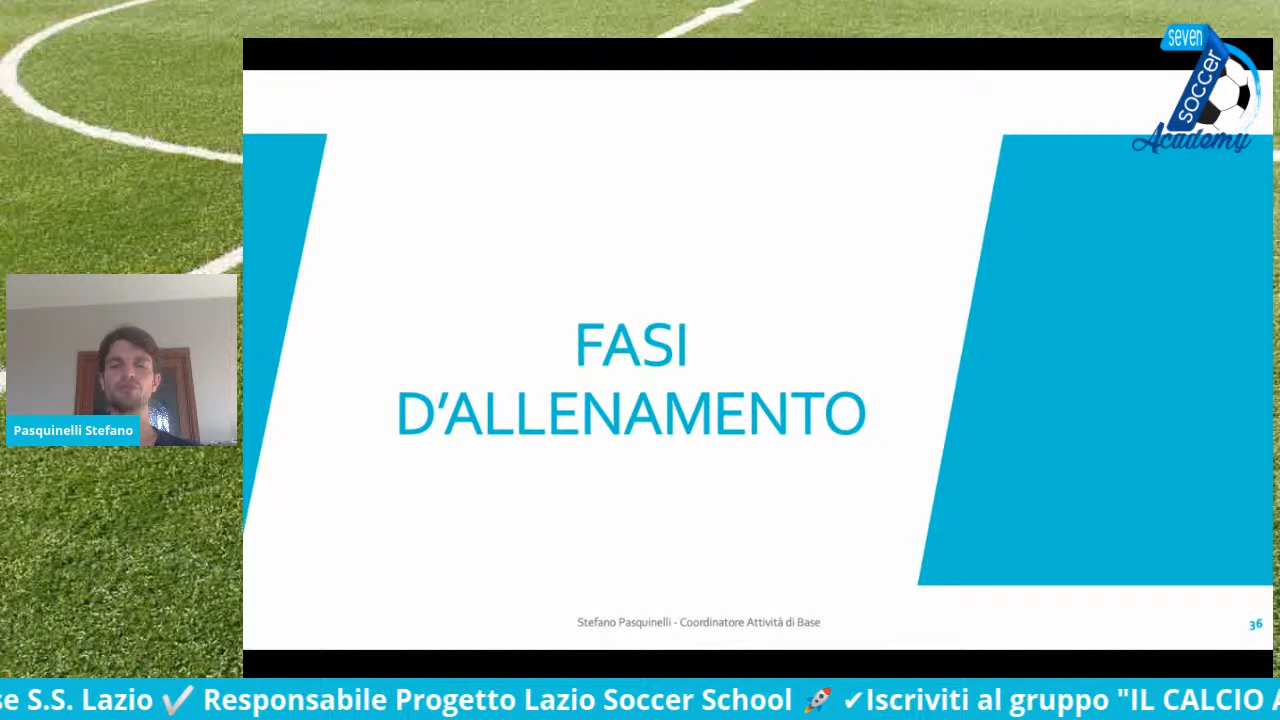 seven
SOCCER
Academy
FASI
D’ALLENAMENTO
Pasquinelli Stefano
Stefano Pasquinelli - Coordinatore Attività di Base
36
se S.S. Lazio ✔️ Responsabile Progetto Lazio Soccer School 🚀 ✔Iscriviti al gruppo "IL CALCIO A